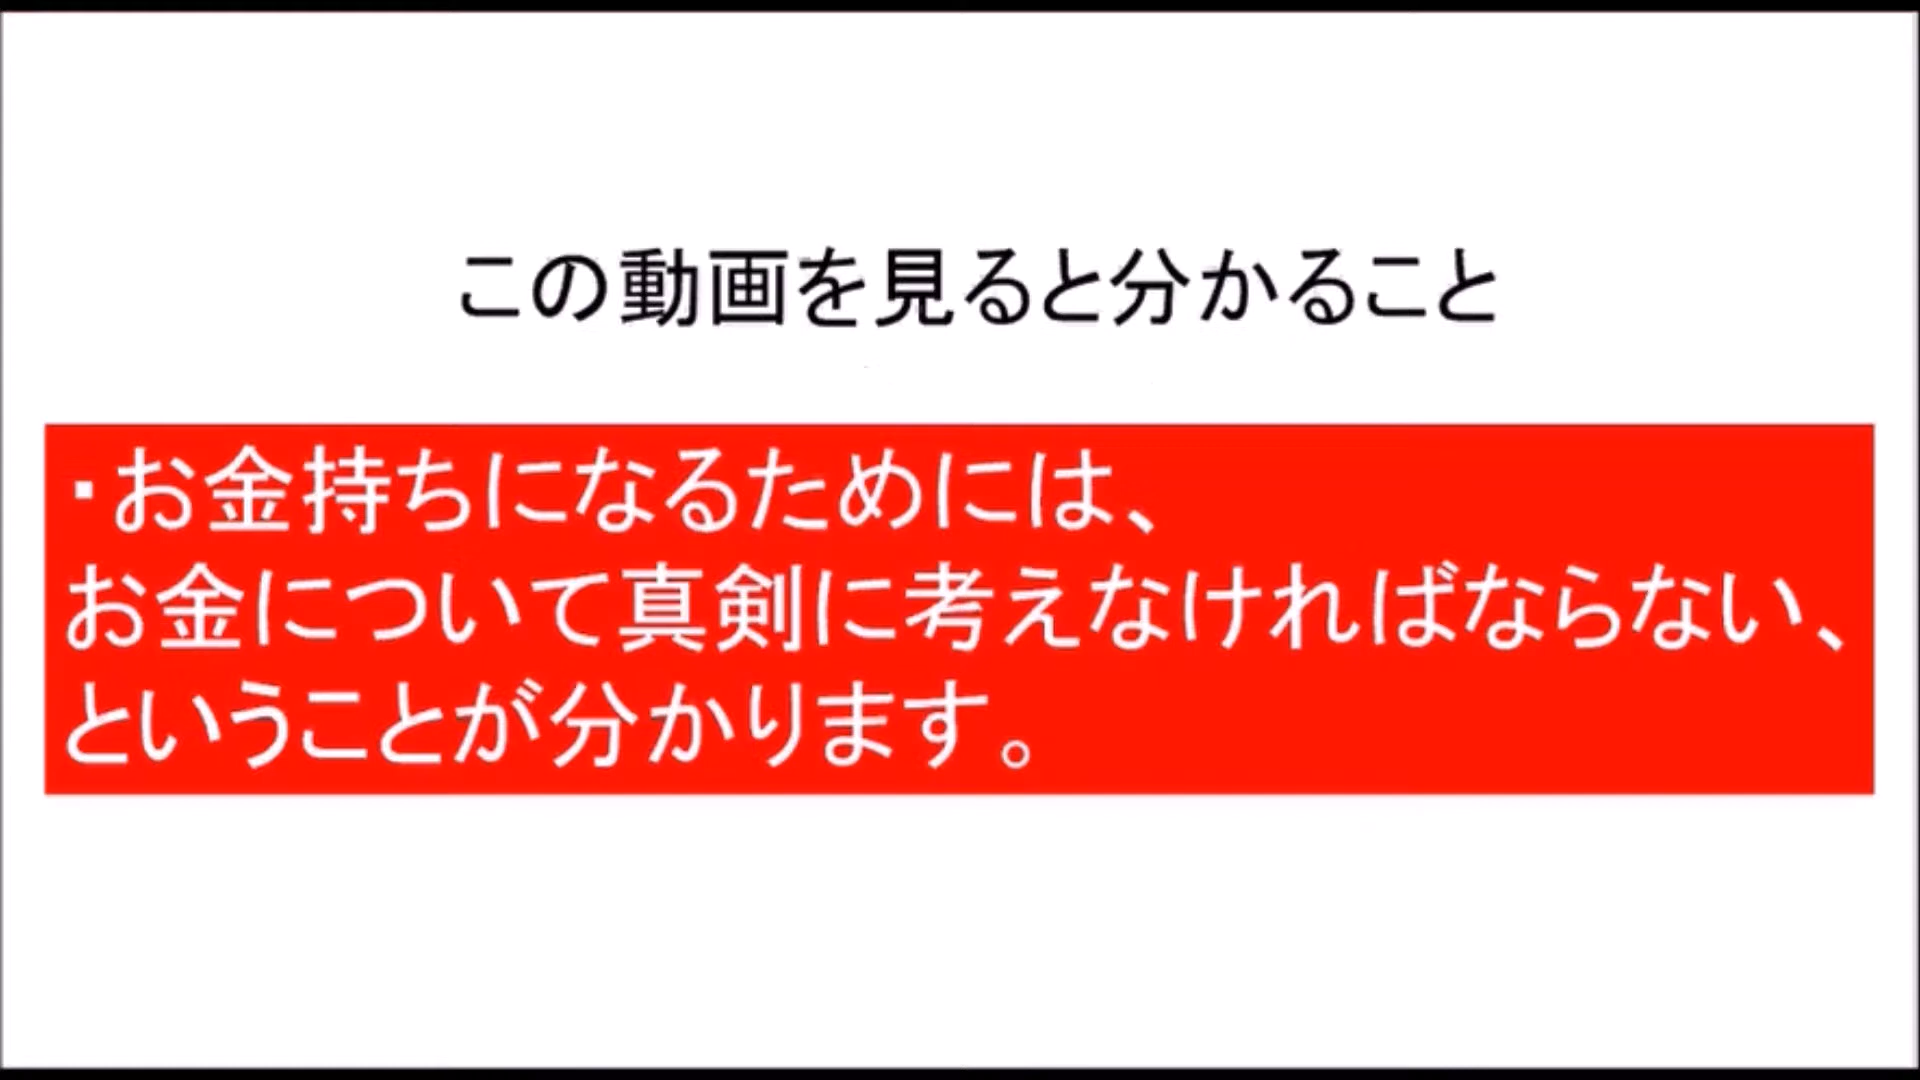 この動画を見ると分かること
・お金持ちになるためには、
お金について真剣に考えなければならない、
ということが分かります。